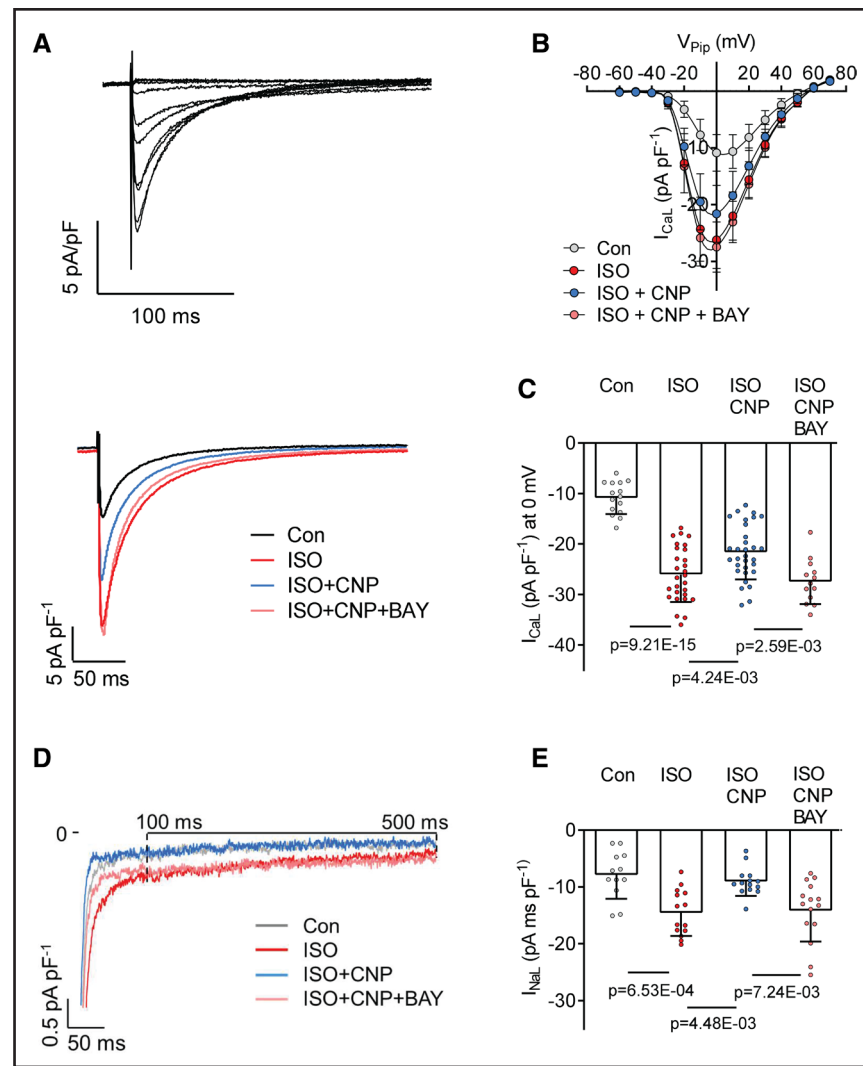 A
5 pA/pF
100 ms
B
V_Pip (mV)
-80 -60 -40 -20 20 40 60 80
10
-20
-30
I_CaL (pA pF⁻¹)
Con
ISO
ISO + CNP
ISO + CNP + BAY
Con
ISO
ISO+CNP
ISO+CNP+BAY
5 pA pF⁻¹
50 ms
C
Con ISO ISO ISO
CNP CNP
BAY
0
-10
-20
-30
-40
I_CaL (pA pF⁻¹) at 0 mV
p=9.21E-15 p=2.59E-03
p=4.24E-03
D
0
100 ms 500 ms
Con
ISO
ISO+CNP
ISO+CNP+BAY
0.5 pA pF⁻¹
50 ms
E
Con ISO ISO ISO
CNP CNP
BAY
0
-10
-20
-30
I_NaL (pA ms pF⁻¹)
p=6.53E-04 p=7.24E-03
p=4.48E-03